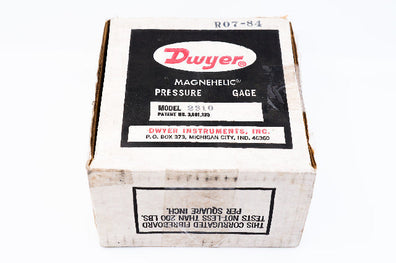 R07-84
Dwyer
MAGNEHELIC®
PRESSURE GAGE
MODEL 2310
PATENT NO. 3,091,123
DWYER INSTRUMENTS, INC.
P.O. BOX 373, MICHIGAN CITY, IND. 46360
THIS CORRUGATED FIBREBOARD
TESTS NOT LESS THAN 200 LBS.
PER SQUARE INCH.